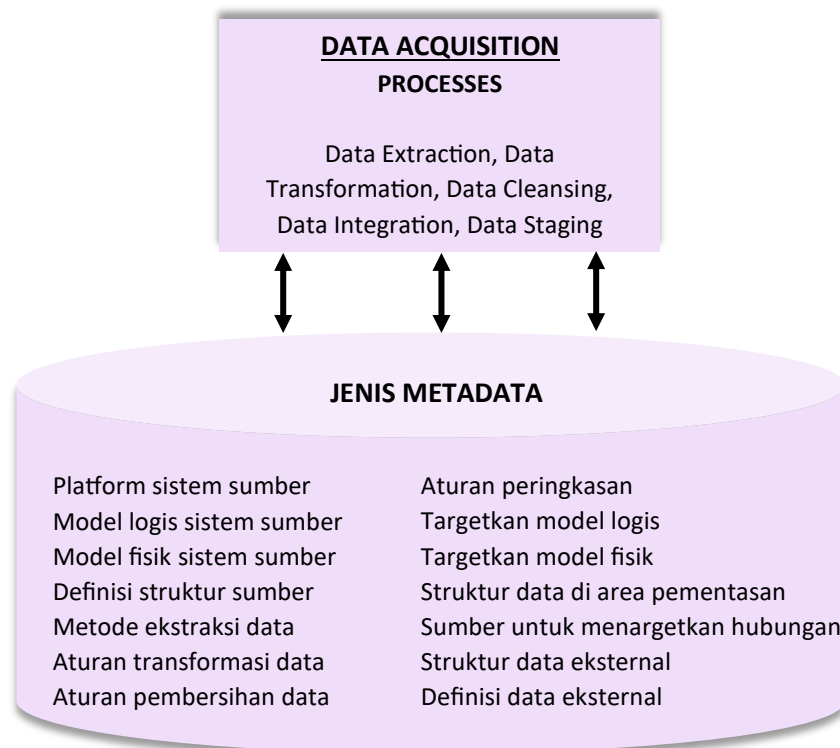 DATA ACQUISITION
PROCESSES
Data Extraction, Data
Transformation, Data Cleansing,
Data Integration, Data Staging
JENIS METADATA
Platform sistem sumber
Model logis sistem sumber
Model fisik sistem sumber
Definisi struktur sumber
Metode ekstraksi data
Aturan transformasi data
Aturan pembersihan data
Aturan peringkasan
Targetkan model logis
Targetkan model fisik
Struktur data di area pementasan
Sumber untuk menargetkan hubungan
Struktur data eksternal
Definisi data eksternal